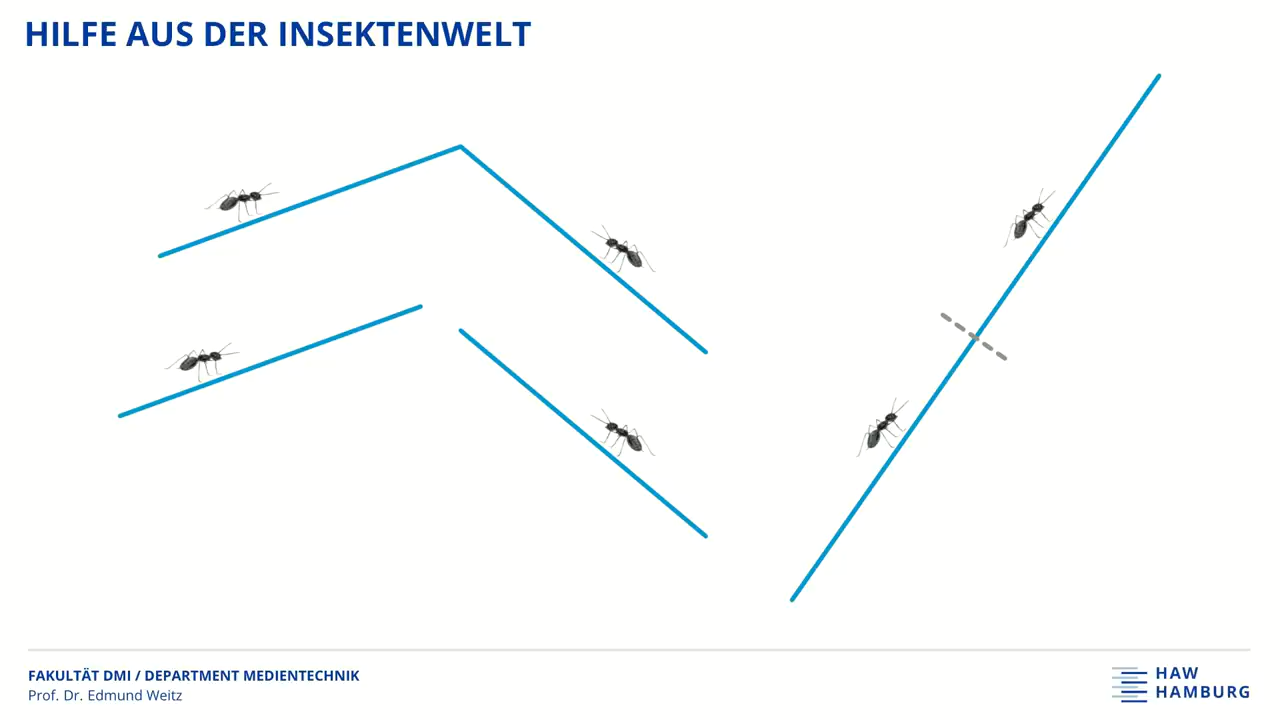 HILFE AUS DER INSEKTENWELT
FAKULTÄT DMI / DEPARTMENT MEDIENTECHNIK
Prof. Dr. Edmund Weitz
HAW
HAMBURG